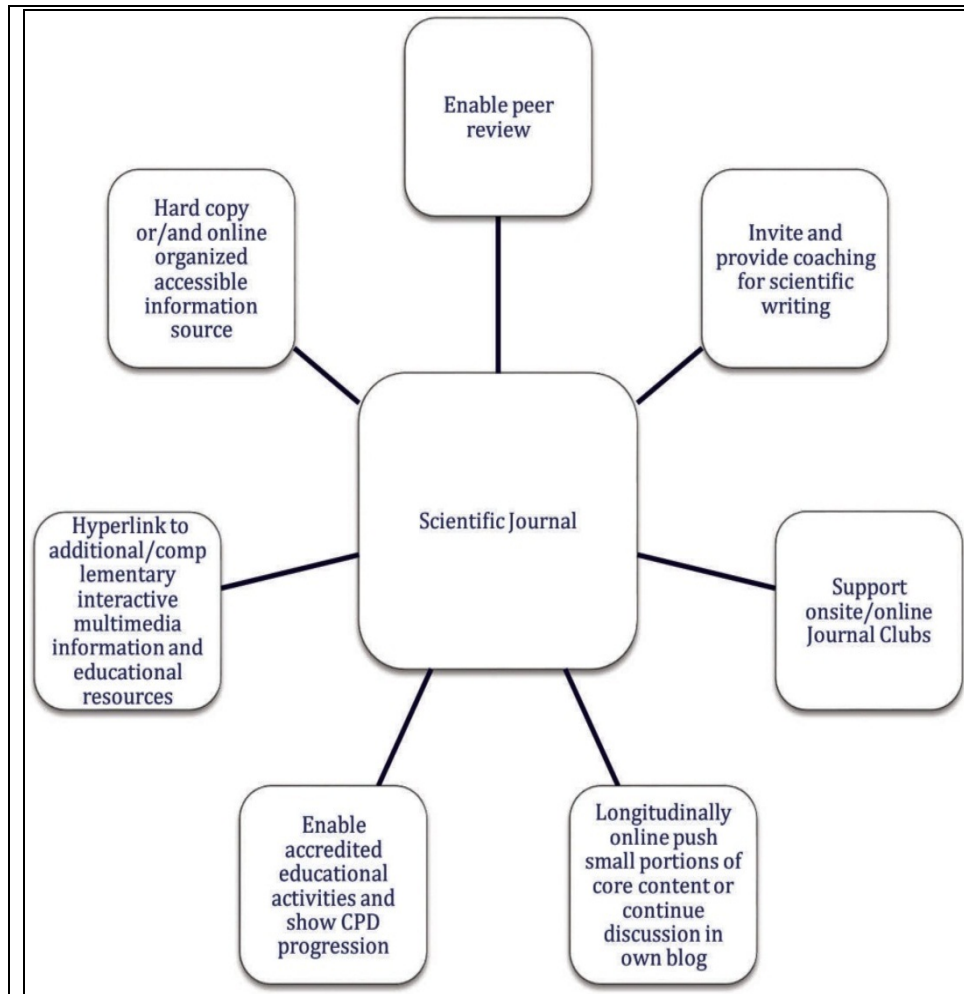 Enable peer
review
Hard copy
or/and online
organized
accessible
information
source
Invite and
provide coaching
for scientific
writing
Scientific Journal
Hyperlink to
additional/comp
lementary
interactive
multimedia
information and
educational
resources
Support
onsite/online
Journal Clubs
Enable
accredited
educational
activities and
show CPD
progression
Longitudinally
online push
small portions of
core content or
continue
discussion in
own blog